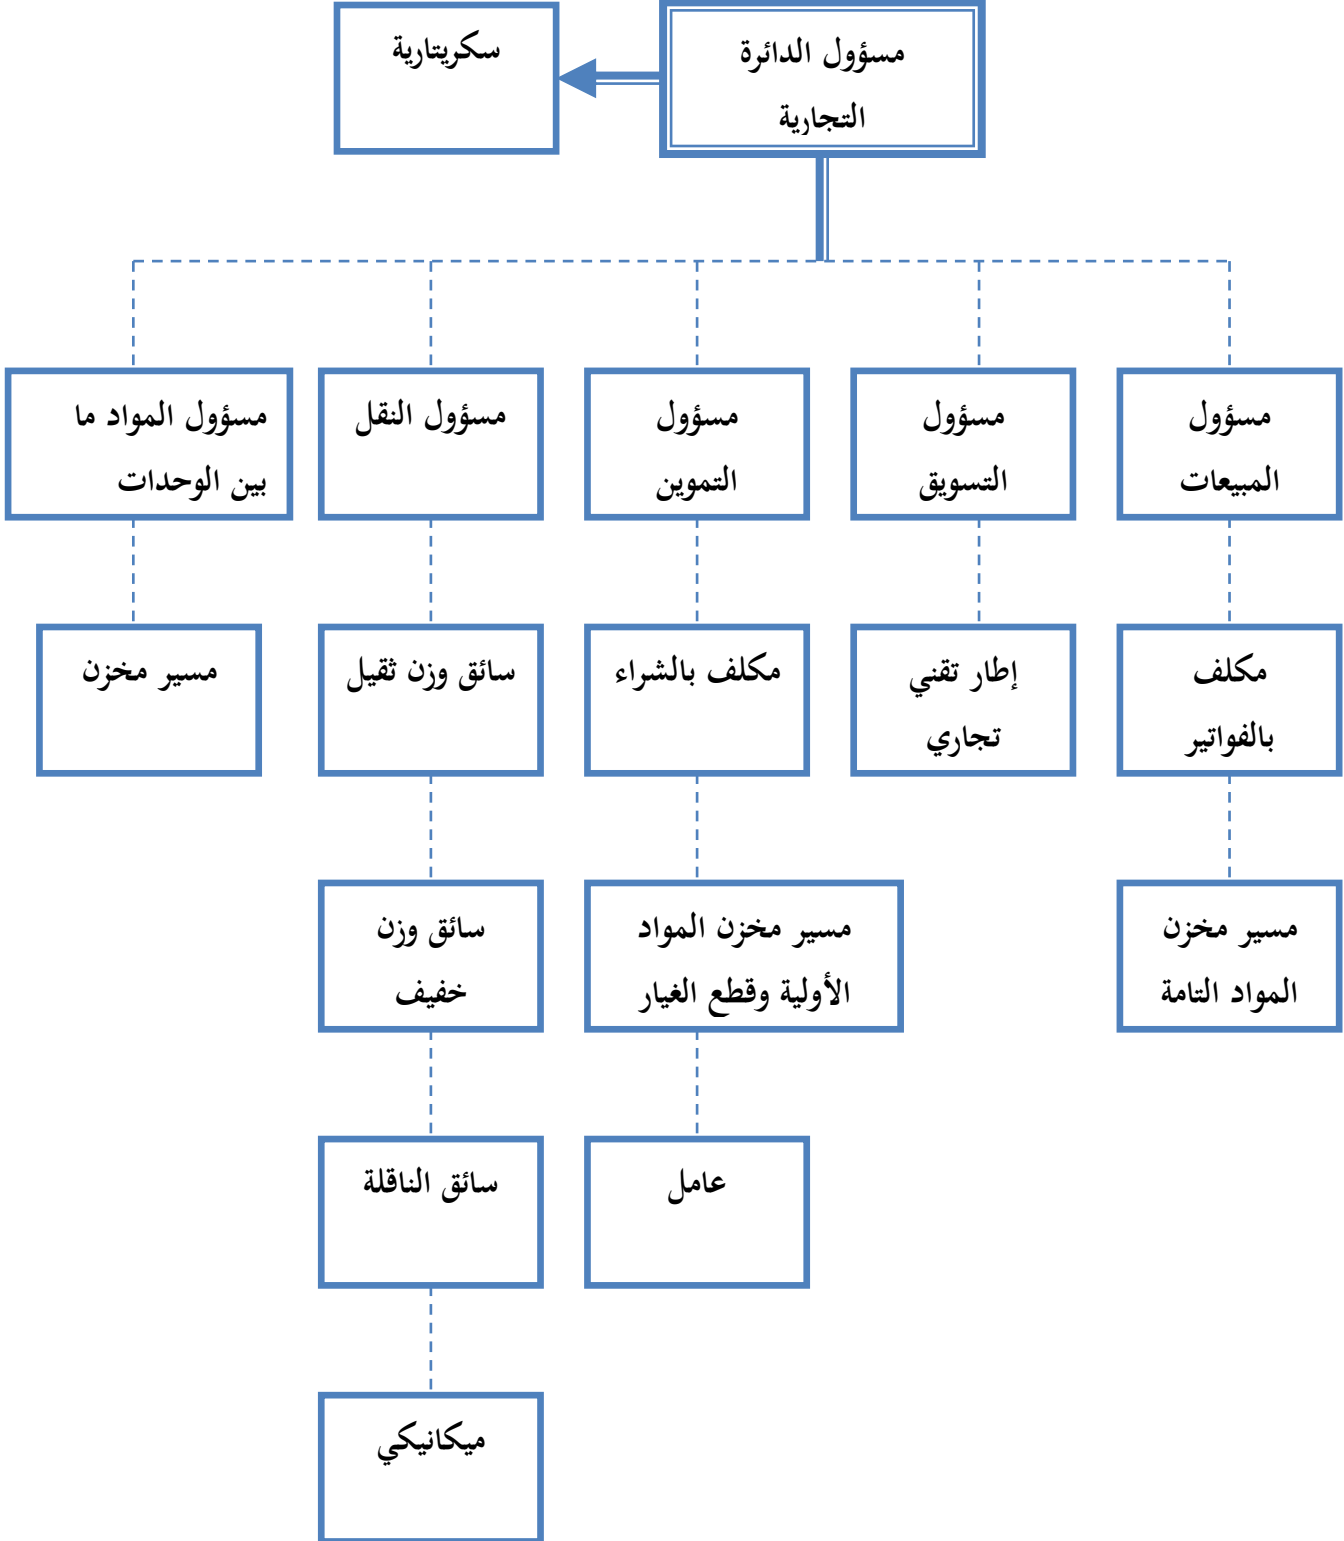 مسؤول الدائرة
التجارية
سكريتارية
مسؤول
المبيعات
مسؤول
التسويق
مسؤول
التموين
مسؤول النقل
مسؤول المواد ما
بين الوحدات
مكلف
بالفواتير
إطار تقني
تجاري
مكلف بالشراء
سائق وزن ثقيل
مسير مخزن
مسير مخزن
المواد التامة
مسير مخزن المواد
الأولية وقطع الغيار
سائق وزن
خفيف
عامل
سائق الناقلة
ميكانيكي